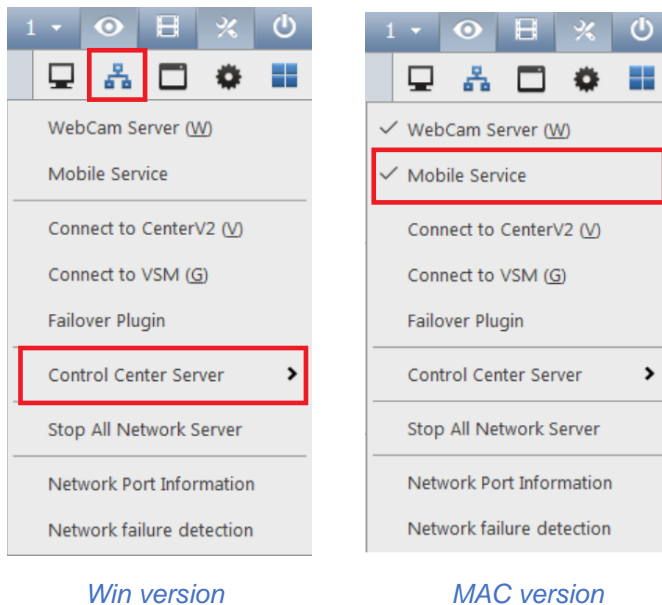 1
WebCam Server (W)
Mobile Service
Connect to CenterV2 (V)
Connect to VSM (G)
Failover Plugin
Control Center Server
Stop All Network Server
Network Port Information
Network failure detection
Win version
1
WebCam Server (W)
Mobile Service
Connect to CenterV2 (V)
Connect to VSM (G)
Failover Plugin
Control Center Server
Stop All Network Server
Network Port Information
Network failure detection
MAC version